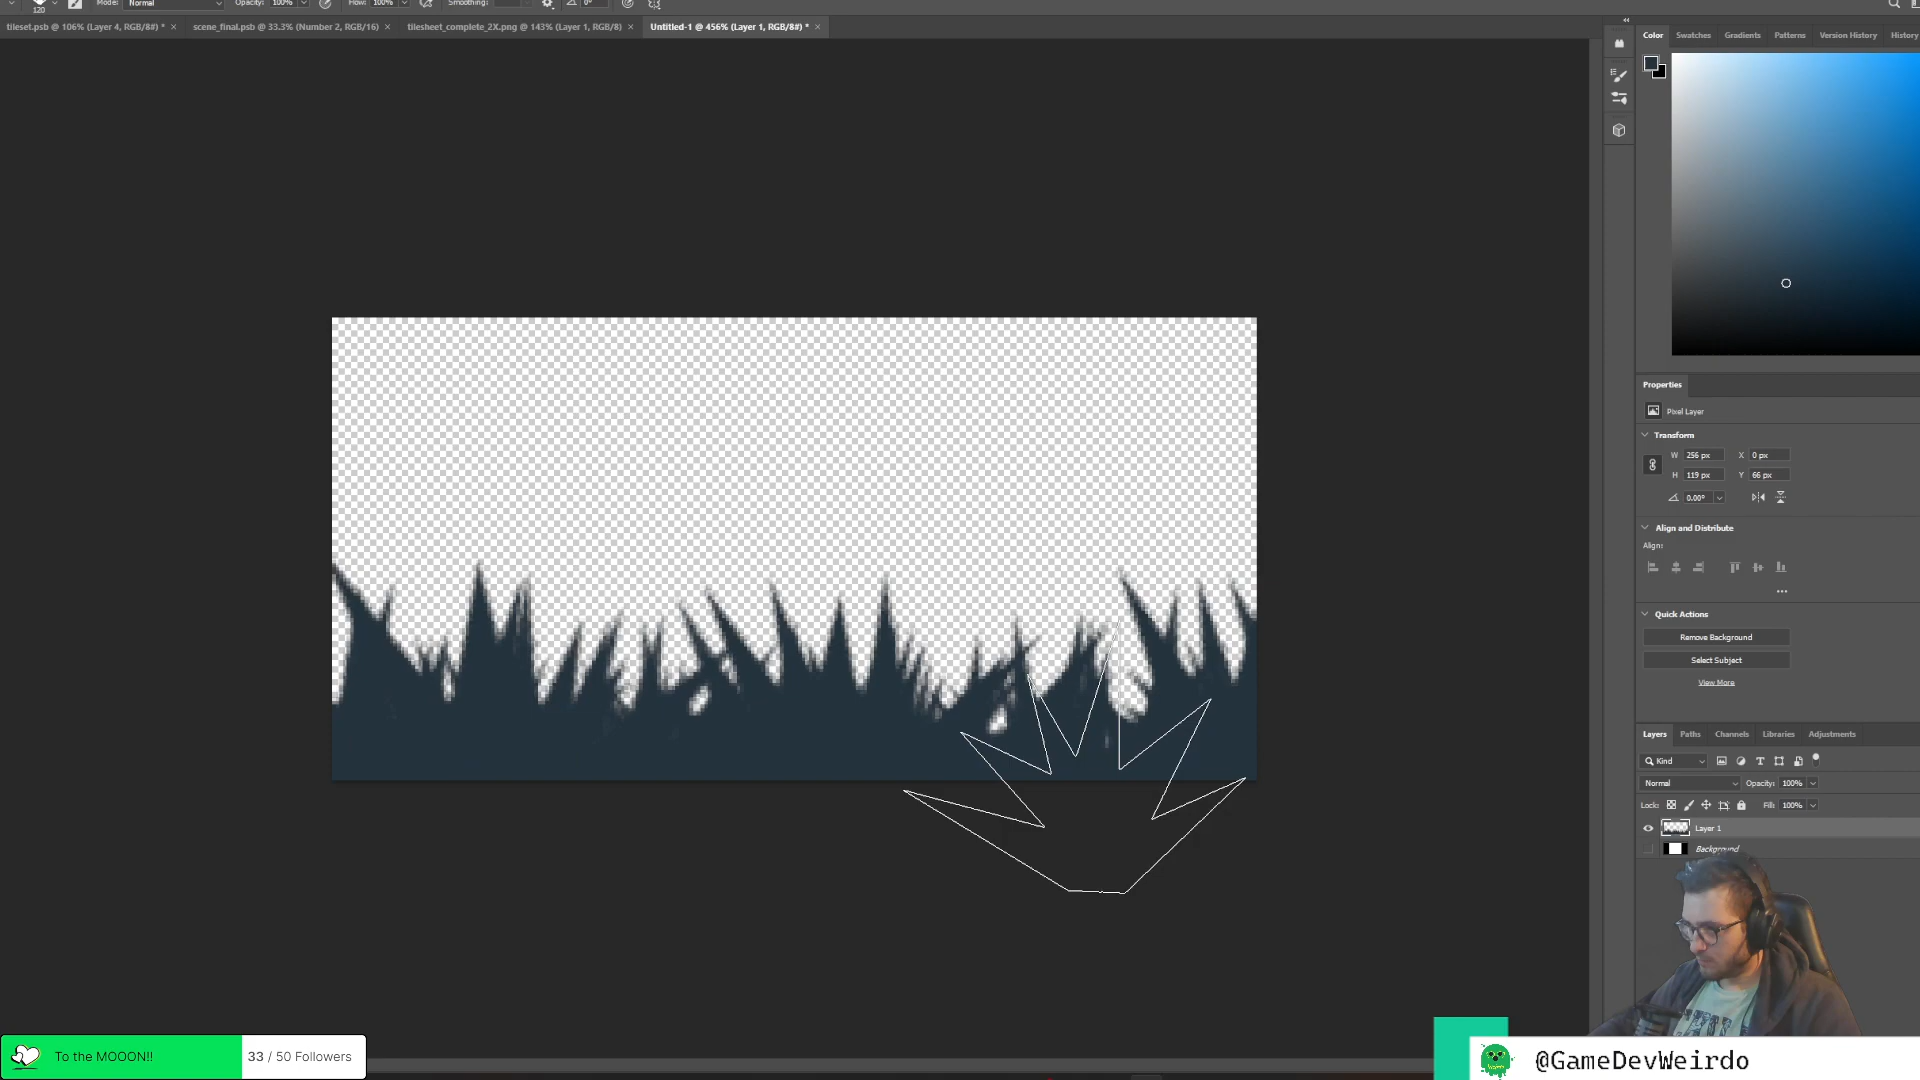 120
Mode: Normal
Opacity: 100%
Flow: 100%
Smoothing:
0°
tileset.psb @ 106% (Layer 4, RGB/8#) * ×
scene_final.psb @ 33.3% (Number 2, RGB/16) ×
tilesheet_complete_2X.png @ 143% (Layer 1, RGB/8) ×
Untitled-1 @ 456% (Layer 1, RGB/8#) * ×
Color Swatches Gradients Patterns Version History History
Properties
Pixel Layer
Transform
W 256 px X 0 px
H 119 px Y 66 px
0.00°
Align and Distribute
Align:
Quick Actions
Remove Background
Select Subject
View More
Layers Paths Channels Libraries Adjustments
Kind
Normal Opacity: 100%
Lock: Fill: 100%
Layer 1
Background
To the MOOON!!
33 / 50 Followers
@GameDevWeirdo